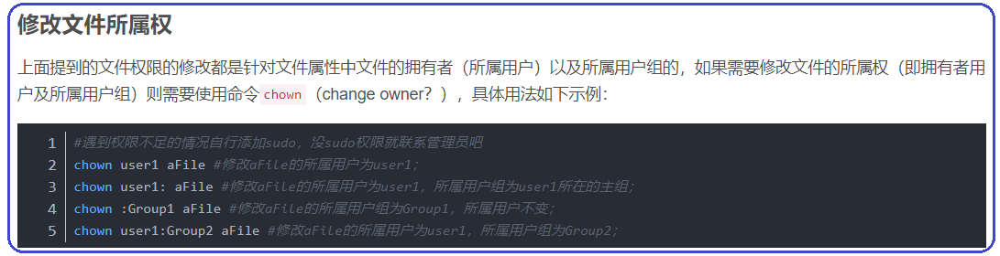 修改文件所属权
上面提到的文件权限的修改都是针对文件属性中文件的拥有者（所属用户）以及所属用户组的，如果需要修改文件的所属权（即拥有者用
户及所属用户组）则需要使用命令chown（change owner？），具体用法如下示例：
1 #遇到权限不足的情况自行添加sudo，没sudo权限就联系管理员吧
2 chown user1 aFile #修改aFile的所属用户为user1；
3 chown user1: aFile #修改aFile的所属用户为user1，所属用户组为user1所在的主组；
4 chown :Group1 aFile #修改aFile的所属用户组为Group1，所属用户不变；
5 chown user1:Group2 aFile #修改aFile的所属用户为user1，所属用户组为Group2；